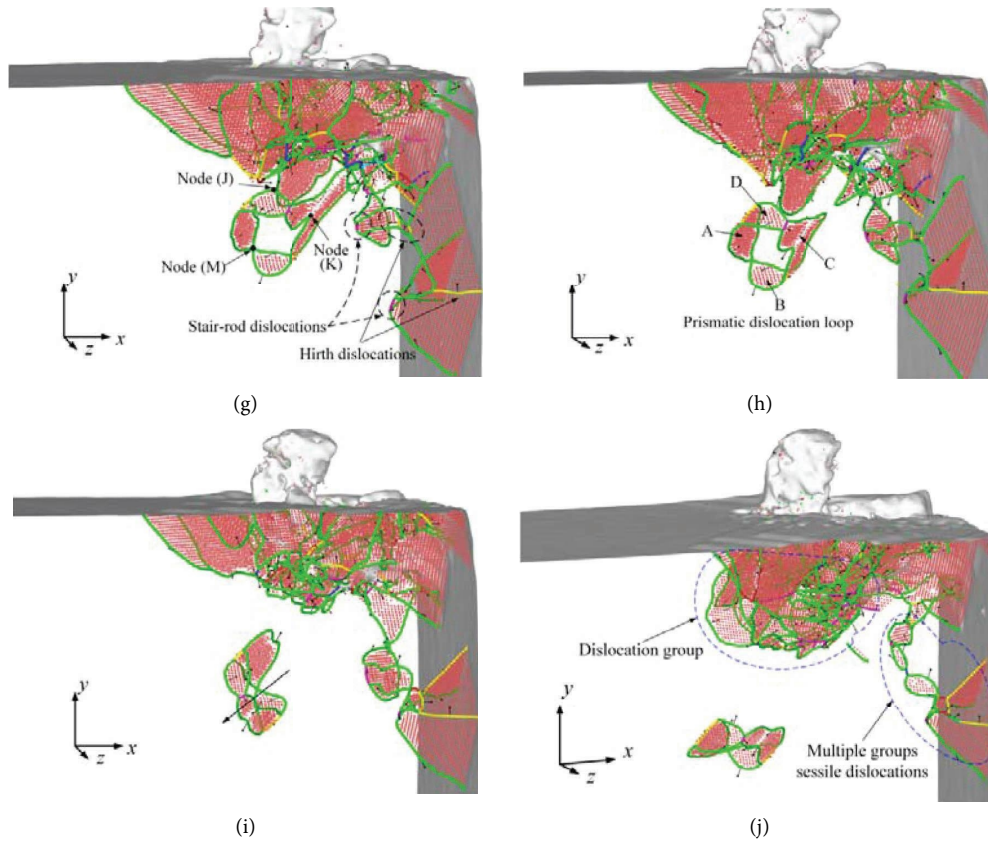 Node (J)
Node (M)
Node
(K)
Stair-rod dislocations
Hirth dislocations
y
x
z
(g)
D
A
C
B
Prismatic dislocation loop
y
x
z
(h)
y
x
z
(i)
Dislocation group
Multiple groups
sessile dislocations
y
x
z
(j)